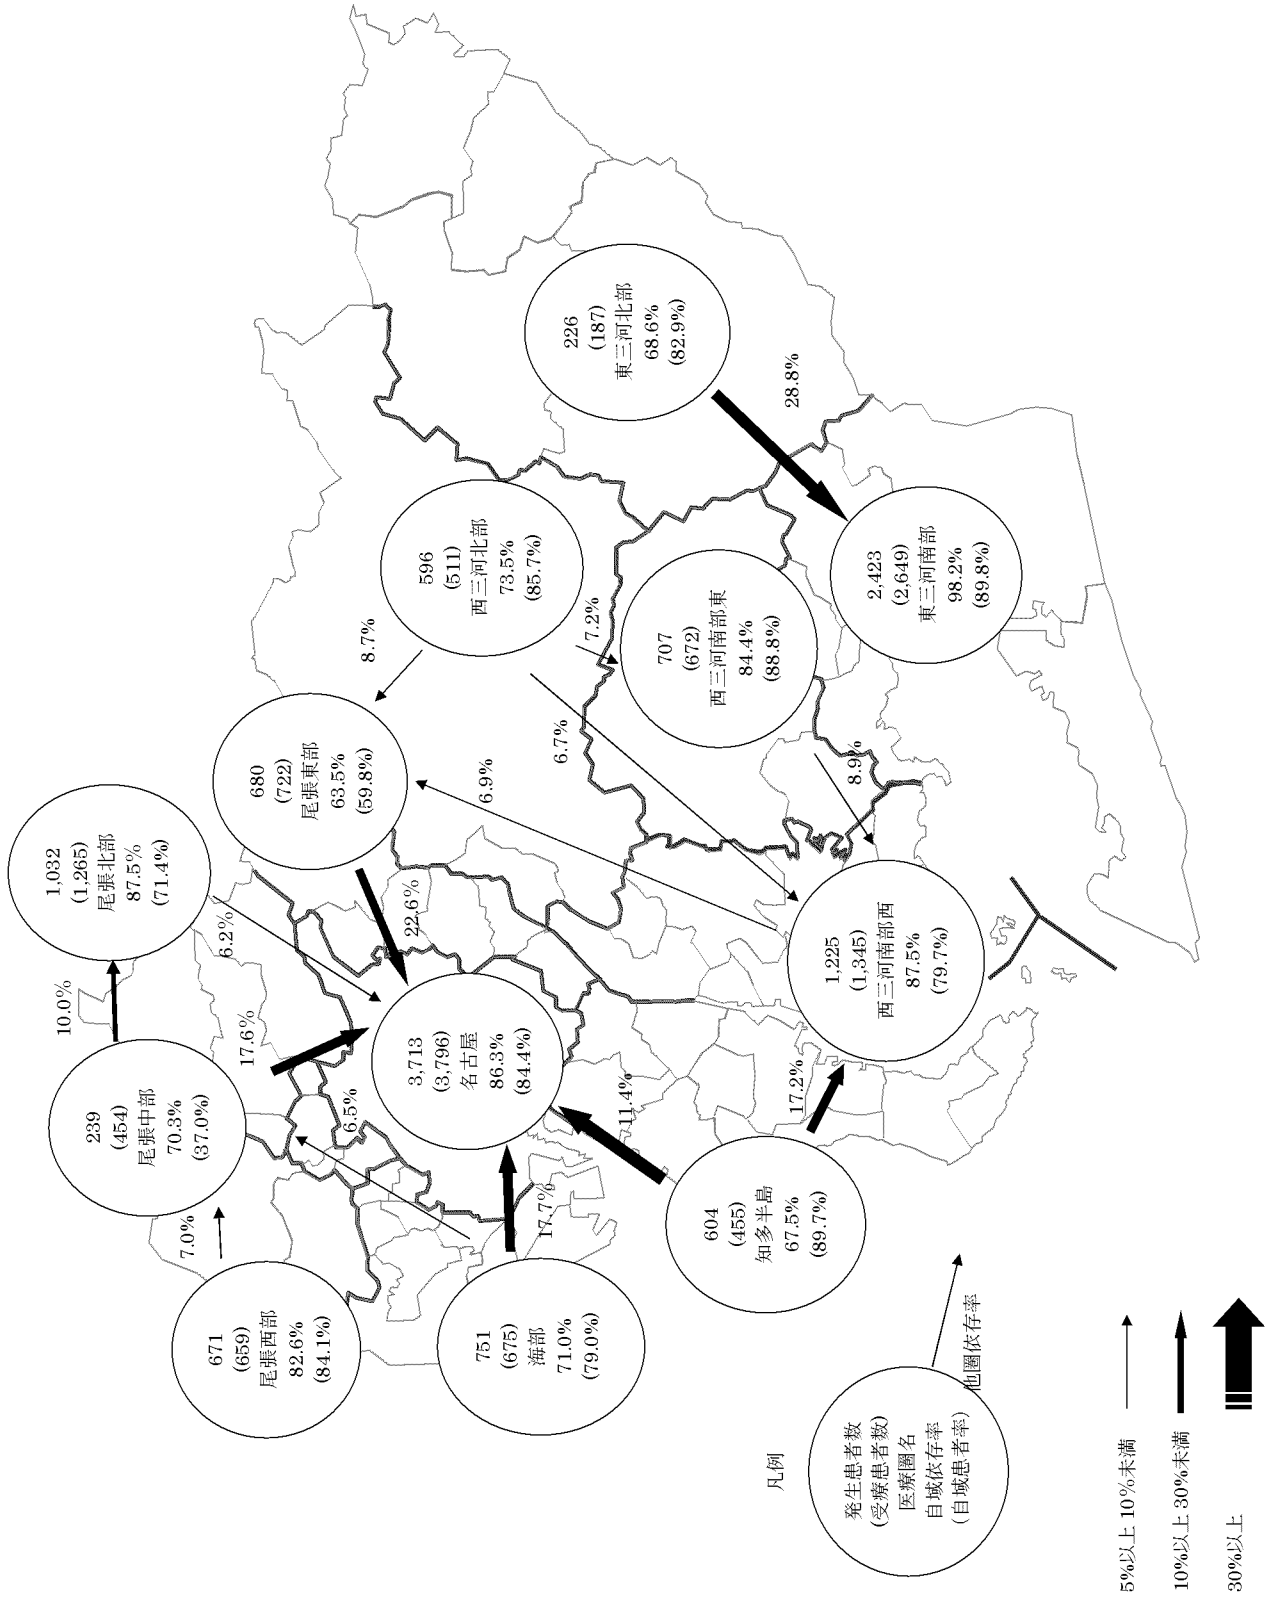 1,032
(1,265)
尾張北部
87.5%
(71.4%)
10.0%
6.2%
239
(454)
尾張中部
70.3%
(37.0%)
17.6%
7.0%
6.5%
671
(659)
尾張西部
82.6%
(84.1%)
680
(722)
尾張東部
63.5%
(59.8%)
22.6%
6.9%
8.7%
596
(511)
西三河北部
73.5%
(85.7%)
7.2%
6.7%
226
(187)
東三河北部
68.6%
(82.9%)
28.8%
3,713
(3,796)
名古屋
86.3%
(84.4%)
751
(675)
海部
71.0%
(79.0%)
17.7%
11.4%
707
(672)
西三河南部東
84.4%
(88.8%)
8.9%
2,423
(2,649)
東三河南部
98.2%
(89.8%)
1,225
(1,345)
西三河南部西
87.5%
(79.7%)
17.2%
604
(455)
知多半島
67.5%
(89.7%)
凡例
発生患者数
(受療患者数)
医療圏名
自域依存率
(自域患者率)
他圏依存率
5%以上 10%未満
10%以上 30%未満
30%以上